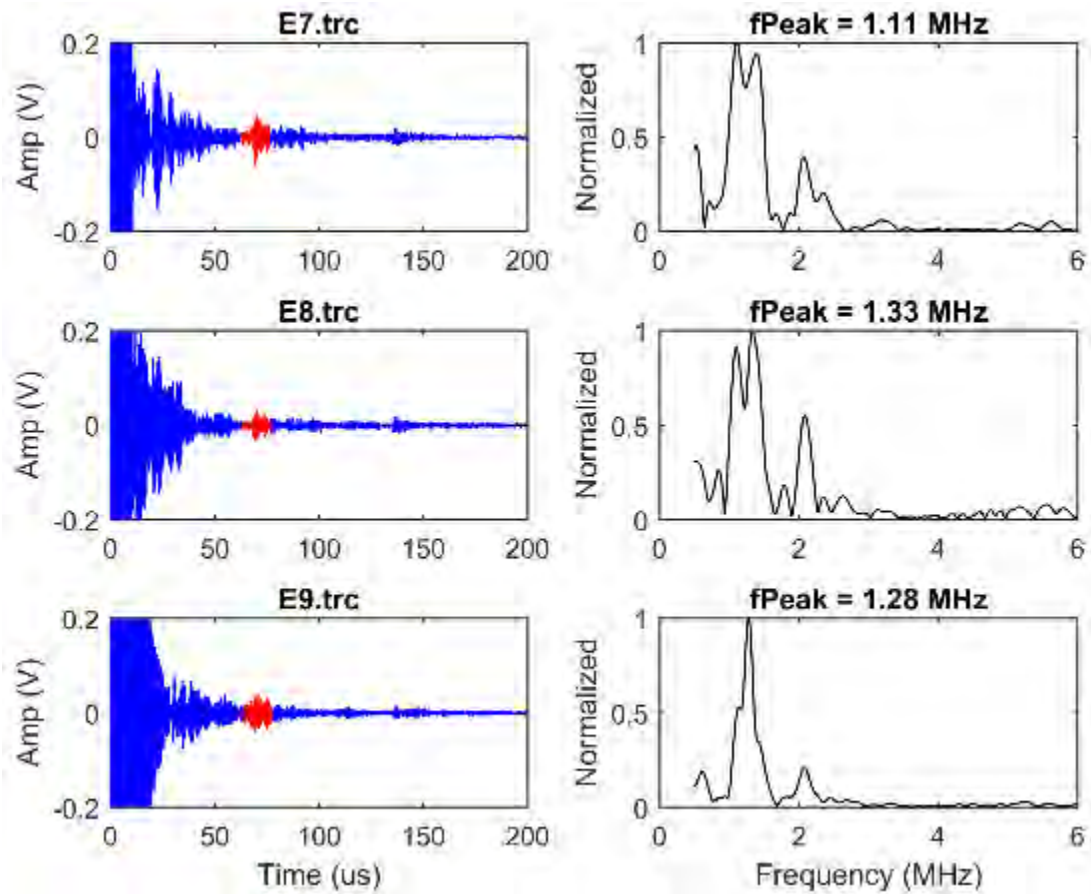 E7.trc
fPeak = 1.11 MHz
0.2
0
-0.2
Amp (V)
0 50 100 150 200
1
0.5
0
Normalized
0 2 4 6
E8.trc
fPeak = 1.33 MHz
0.2
0
-0.2
Amp (V)
0 50 100 150 200
1
0.5
0
Normalized
0 2 4 6
E9.trc
fPeak = 1.28 MHz
0.2
0
-0.2
Amp (V)
0 50 100 150 200
Time (us)
1
0.5
0
Normalized
0 2 4 6
Frequency (MHz)